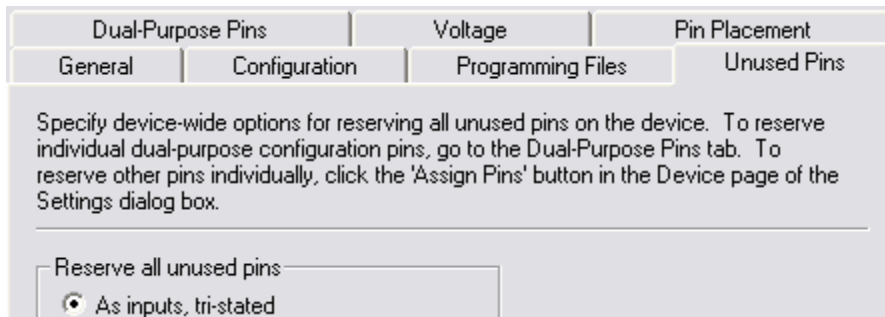 Dual-Purpose Pins Voltage Pin Placement
General Configuration Programming Files Unused Pins
Specify device-wide options for reserving all unused pins on the device. To reserve
individual dual-purpose configuration pins, go to the Dual-Purpose Pins tab. To
reserve other pins individually, click the 'Assign Pins' button in the Device page of the
Settings dialog box.
Reserve all unused pins
As inputs, tri-stated